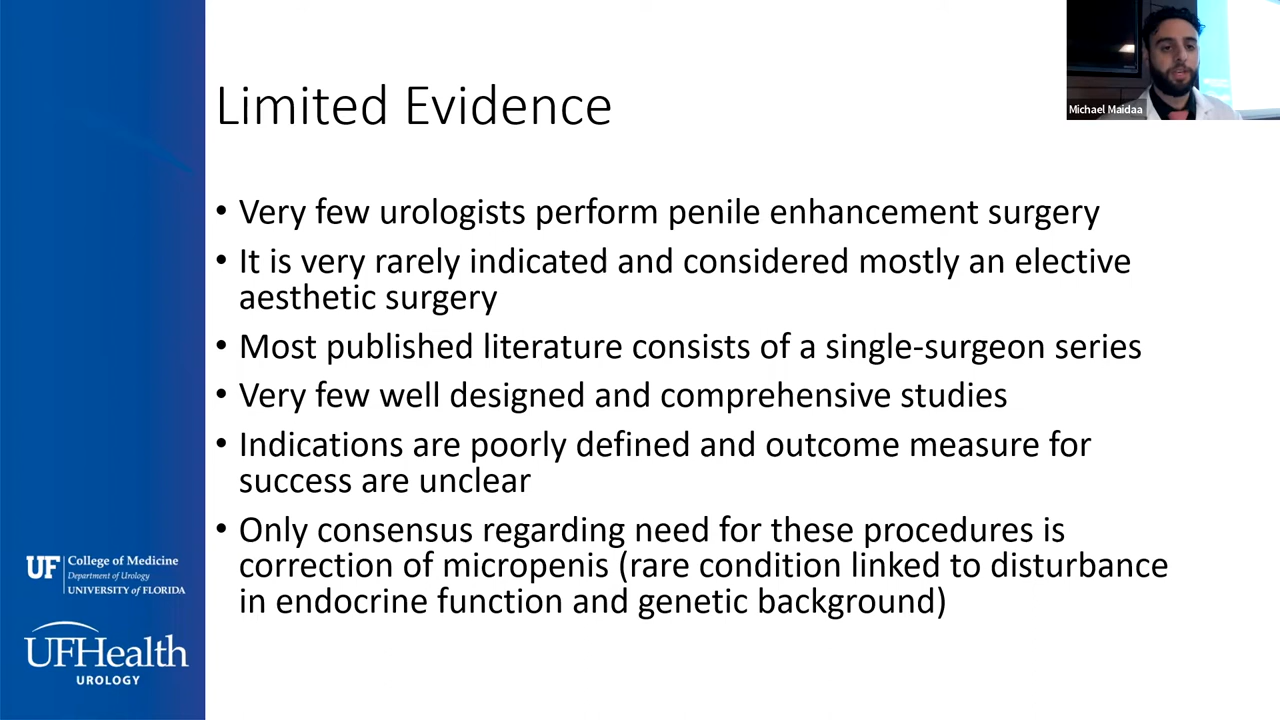 Michael Maidaa
Limited Evidence
• Very few urologists perform penile enhancement surgery
• It is very rarely indicated and considered mostly an elective
aesthetic surgery
• Most published literature consists of a single-surgeon series
• Very few well designed and comprehensive studies
• Indications are poorly defined and outcome measure for
success are unclear
• Only consensus regarding need for these procedures is
correction of micropenis (rare condition linked to disturbance
in endocrine function and genetic background)
UF College of Medicine
Department of Urology
UNIVERSITY of FLORIDA
UFHealth
UROLOGY